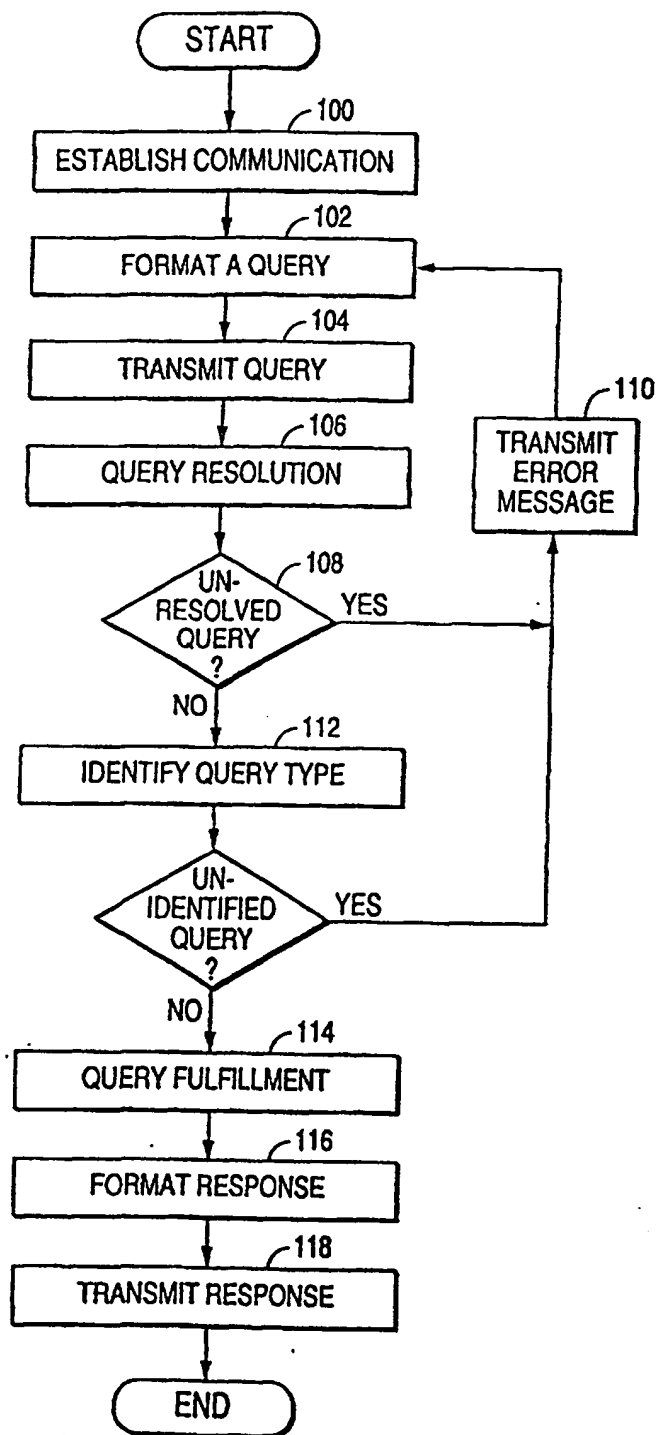 START
100
ESTABLISH COMMUNICATION
102
FORMAT A QUERY
104
TRANSMIT QUERY
110
TRANSMIT
ERROR
MESSAGE
106
QUERY RESOLUTION
108
UN-
RESOLVED
QUERY
?
YES
NO
112
IDENTIFY QUERY TYPE
UN-
IDENTIFIED
QUERY
?
YES
NO
114
QUERY FULFILLMENT
116
FORMAT RESPONSE
118
TRANSMIT RESPONSE
END